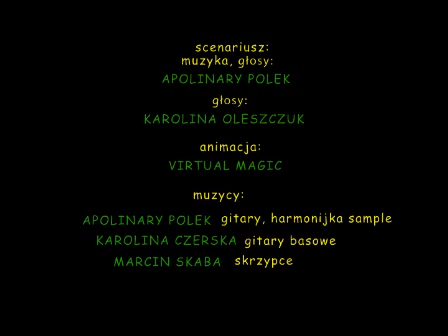 scenariusz:
muzyka, głosy:
APOLINARY POLEK
głosy:
KAROLINA OLESZCZUK
animacja:
VIRTUAL MAGIC
muzycy:
APOLINARY POLEK gitary, harmonijka sample
KAROLINA CZERSKA gitary basowe
MARCIN SKABA skrzypce